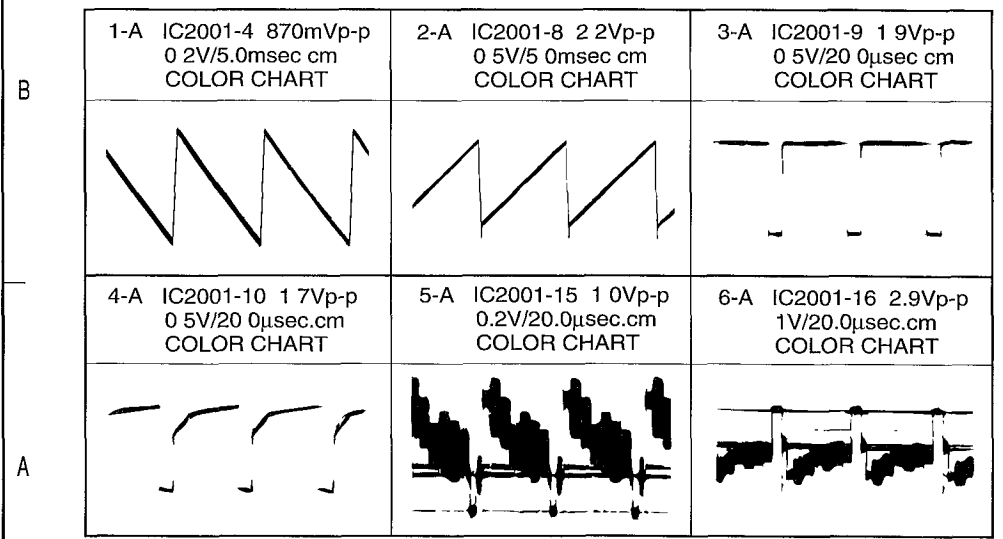 B
1-A IC2001-4 870mVp-p
0 2V/5.0msec cm
COLOR CHART
2-A IC2001-8 2 2Vp-p
0 5V/5 0msec cm
COLOR CHART
3-A IC2001-9 1 9Vp-p
0 5V/20 0µsec cm
COLOR CHART
A
4-A IC2001-10 1 7Vp-p
0 5V/20 0µsec.cm
COLOR CHART
5-A IC2001-15 1 0Vp-p
0.2V/20.0µsec.cm
COLOR CHART
6-A IC2001-16 2.9Vp-p
1V/20.0µsec.cm
COLOR CHART